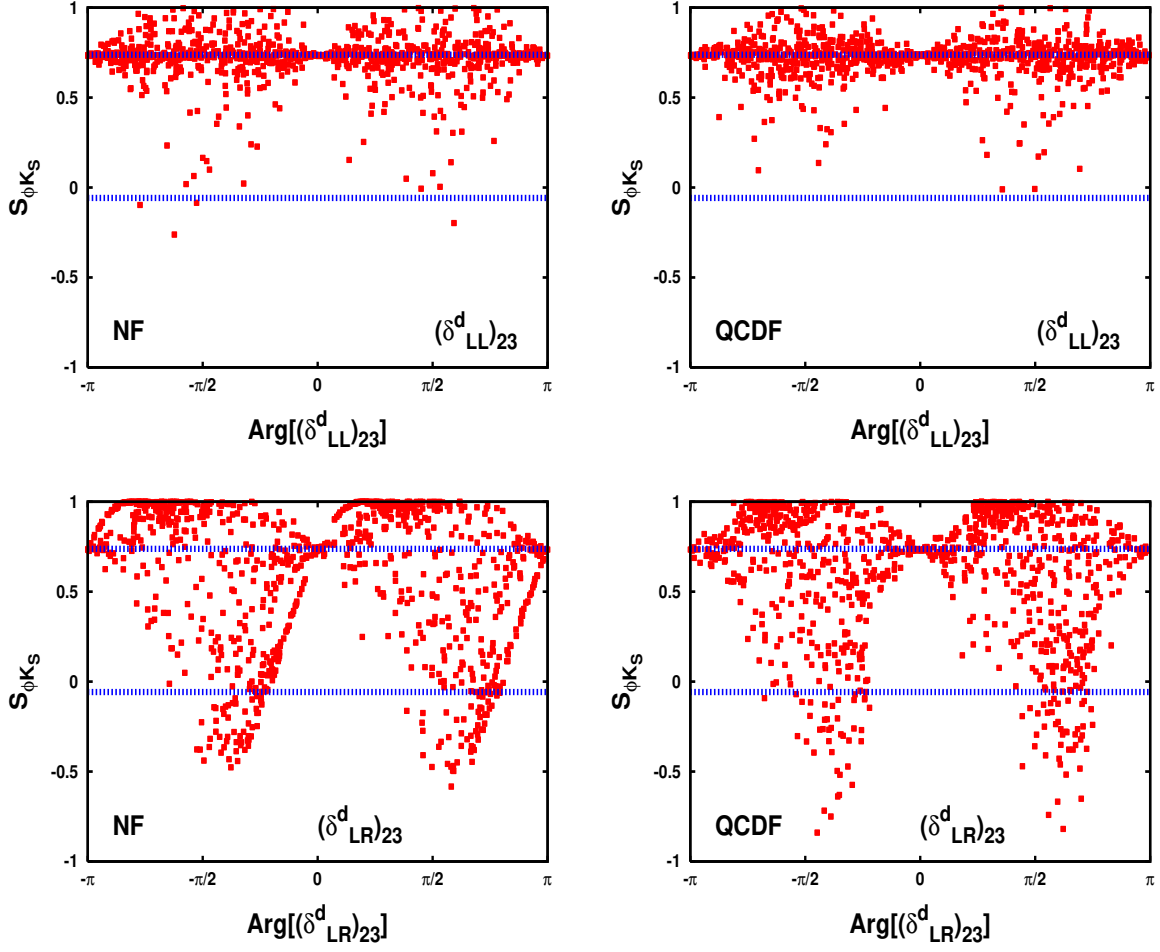 1
0.5
0
-0.5
-1
S_ϕK_S
NF
(δ^d_LL)_23
-π
-π/2
0
π/2
π
Arg[(δ^d_LL)_23]
1
0.5
0
-0.5
-1
S_ϕK_S
QCDF
(δ^d_LL)_23
-π
-π/2
0
π/2
π
Arg[(δ^d_LL)_23]
1
0.5
0
-0.5
-1
S_ϕK_S
NF
(δ^d_LR)_23
-π
-π/2
0
π/2
π
Arg[(δ^d_LR)_23]
1
0.5
0
-0.5
-1
S_ϕK_S
QCDF
(δ^d_LR)_23
-π
-π/2
0
π/2
π
Arg[(δ^d_LR)_23]